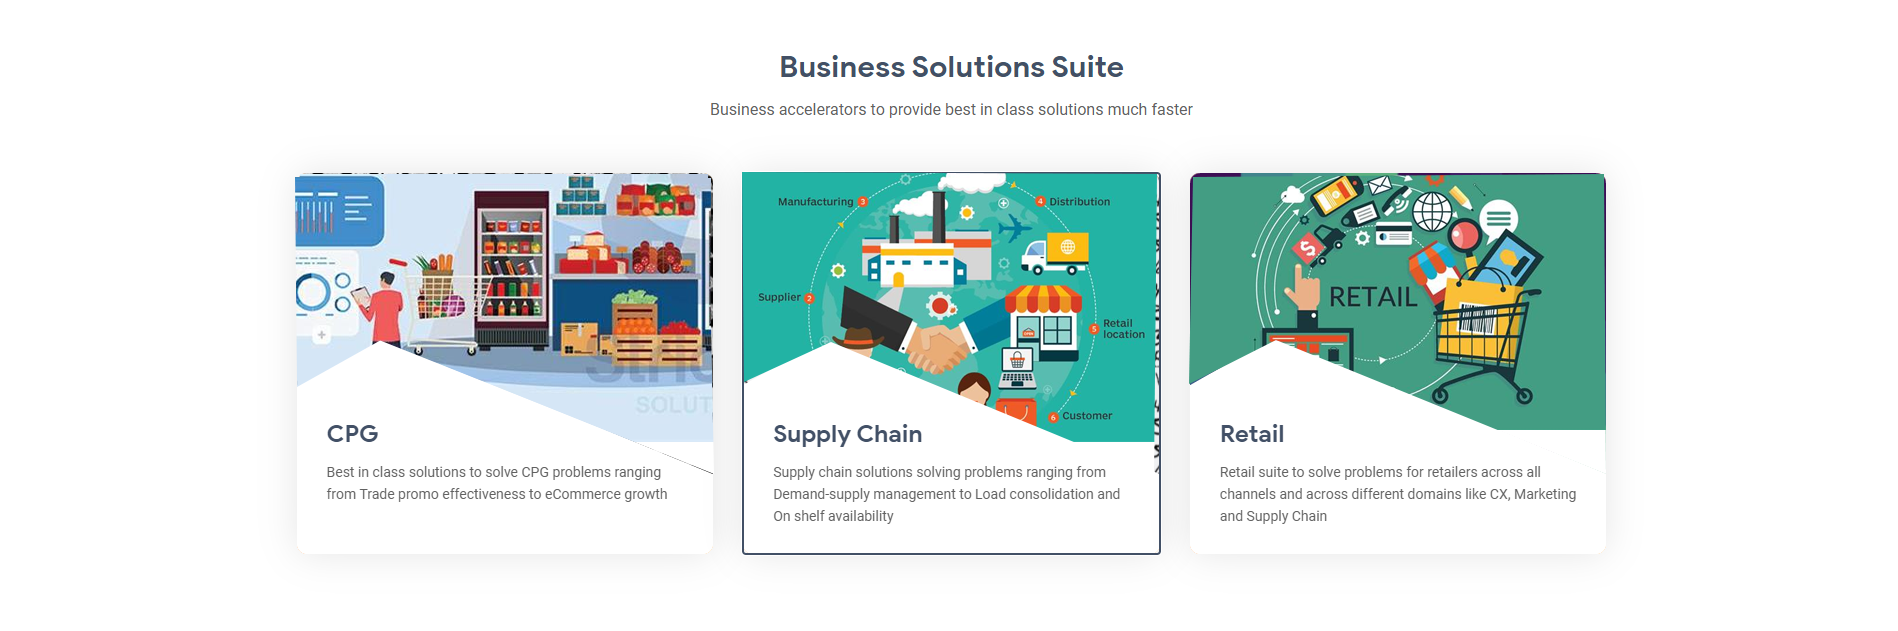 Business Solutions Suite
Business accelerators to provide best in class solutions much faster
SOLUT
CPG
Best in class solutions to solve CPG problems ranging
from Trade promo effectiveness to eCommerce growth
Manufacturing 3
4 Distribution
Supplier 2
5 Retail
location
OPEN
6 Customer
Supply Chain
Supply chain solutions solving problems ranging from
Demand-supply management to Load consolidation and
On shelf availability
$
RETAIL
Retail
Retail suite to solve problems for retailers across all
channels and across different domains like CX, Marketing
and Supply Chain